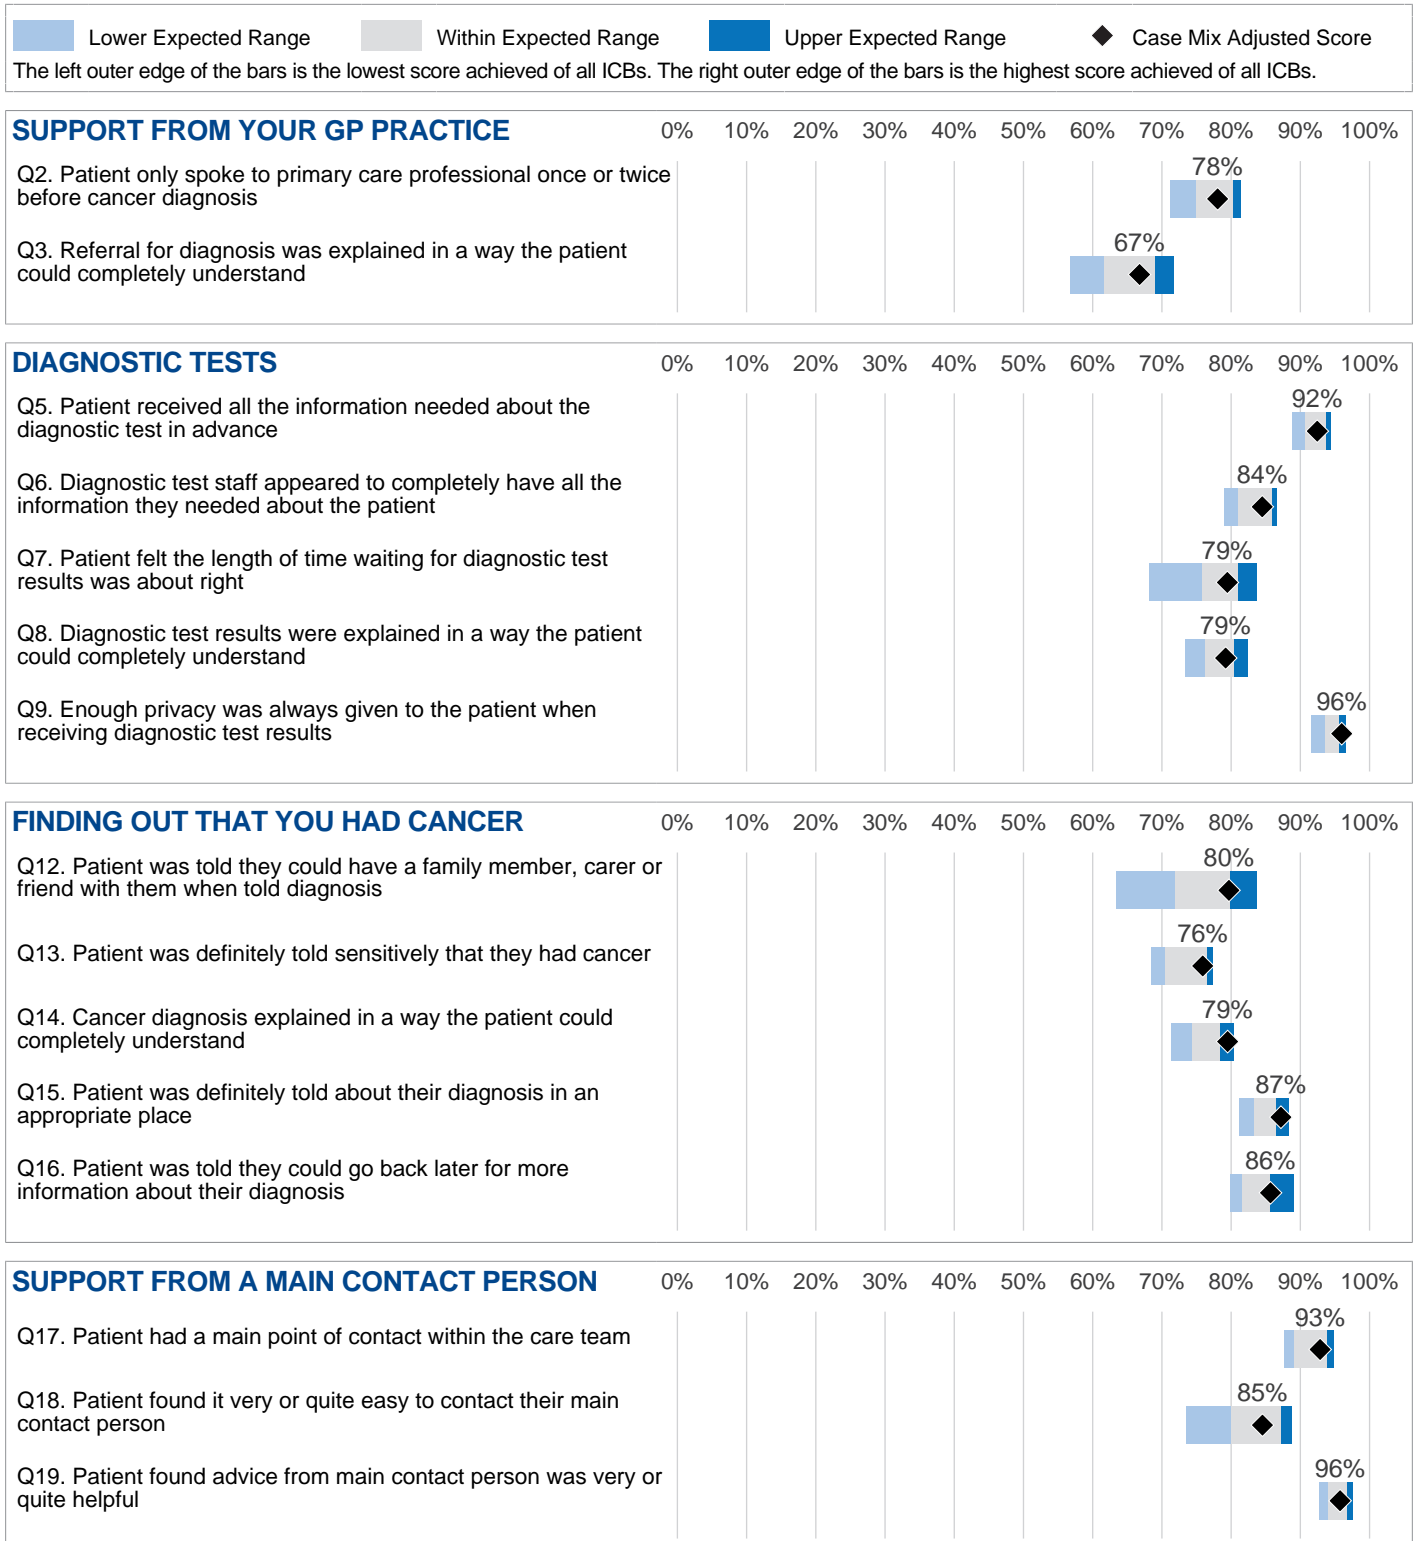 Lower Expected Range Within Expected Range Upper Expected Range Case Mix Adjusted Score
The left outer edge of the bars is the lowest score achieved of all ICBs. The right outer edge of the bars is the highest score achieved of all ICBs.
SUPPORT FROM YOUR GP PRACTICE 0% 10% 20% 30% 40% 50% 60% 70% 80% 90% 100%
Q2. Patient only spoke to primary care professional once or twice
before cancer diagnosis
78%
Q3. Referral for diagnosis was explained in a way the patient
could completely understand
67%
DIAGNOSTIC TESTS 0% 10% 20% 30% 40% 50% 60% 70% 80% 90% 100%
Q5. Patient received all the information needed about the
diagnostic test in advance
92%
Q6. Diagnostic test staff appeared to completely have all the
information they needed about the patient
84%
Q7. Patient felt the length of time waiting for diagnostic test
results was about right
79%
Q8. Diagnostic test results were explained in a way the patient
could completely understand
79%
Q9. Enough privacy was always given to the patient when
receiving diagnostic test results
96%
FINDING OUT THAT YOU HAD CANCER 0% 10% 20% 30% 40% 50% 60% 70% 80% 90% 100%
Q12. Patient was told they could have a family member, carer or
friend with them when told diagnosis
80%
Q13. Patient was definitely told sensitively that they had cancer
76%
Q14. Cancer diagnosis explained in a way the patient could
completely understand
79%
Q15. Patient was definitely told about their diagnosis in an
appropriate place
87%
Q16. Patient was told they could go back later for more
information about their diagnosis
86%
SUPPORT FROM A MAIN CONTACT PERSON 0% 10% 20% 30% 40% 50% 60% 70% 80% 90% 100%
Q17. Patient had a main point of contact within the care team
93%
Q18. Patient found it very or quite easy to contact their main
contact person
85%
Q19. Patient found advice from main contact person was very or
quite helpful
96%